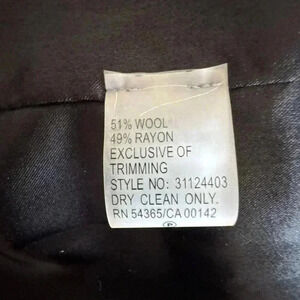 51% WOOL
49% RAYON
EXCLUSIVE OF
TRIMMING
STYLE NO: 31124403
DRY CLEAN ONLY.
RN 54365/CA 00142
P